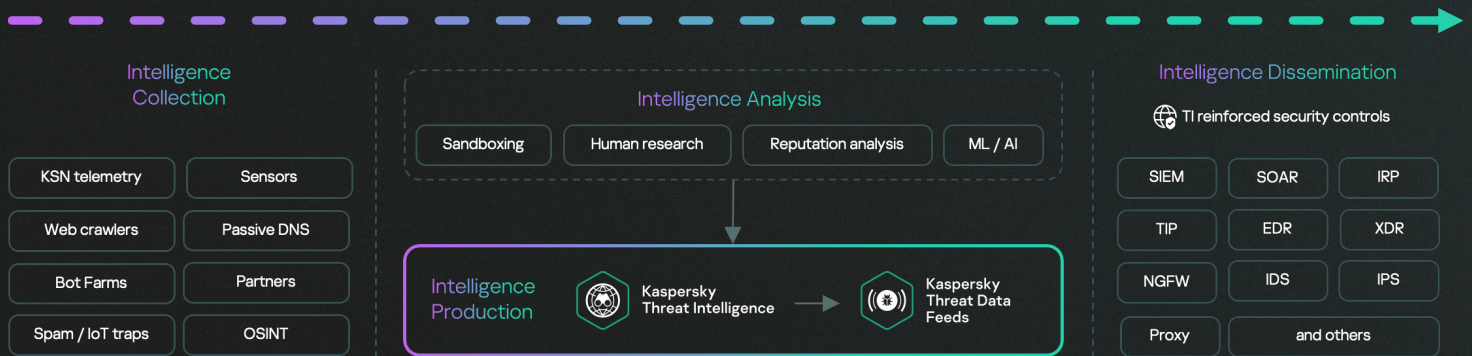 Intelligence
Collection
KSN telemetry
Sensors
Web crawlers
Passive DNS
Bot Farms
Partners
Spam / IoT traps
OSINT
Intelligence Analysis
Sandboxing
Human research
Reputation analysis
ML / AI
Intelligence
Production
Kaspersky
Threat Intelligence
Kaspersky
Threat Data
Feeds
Intelligence Dissemination
TI reinforced security controls
SIEM
SOAR
IRP
TIP
EDR
XDR
NGFW
IDS
IPS
Proxy
and others